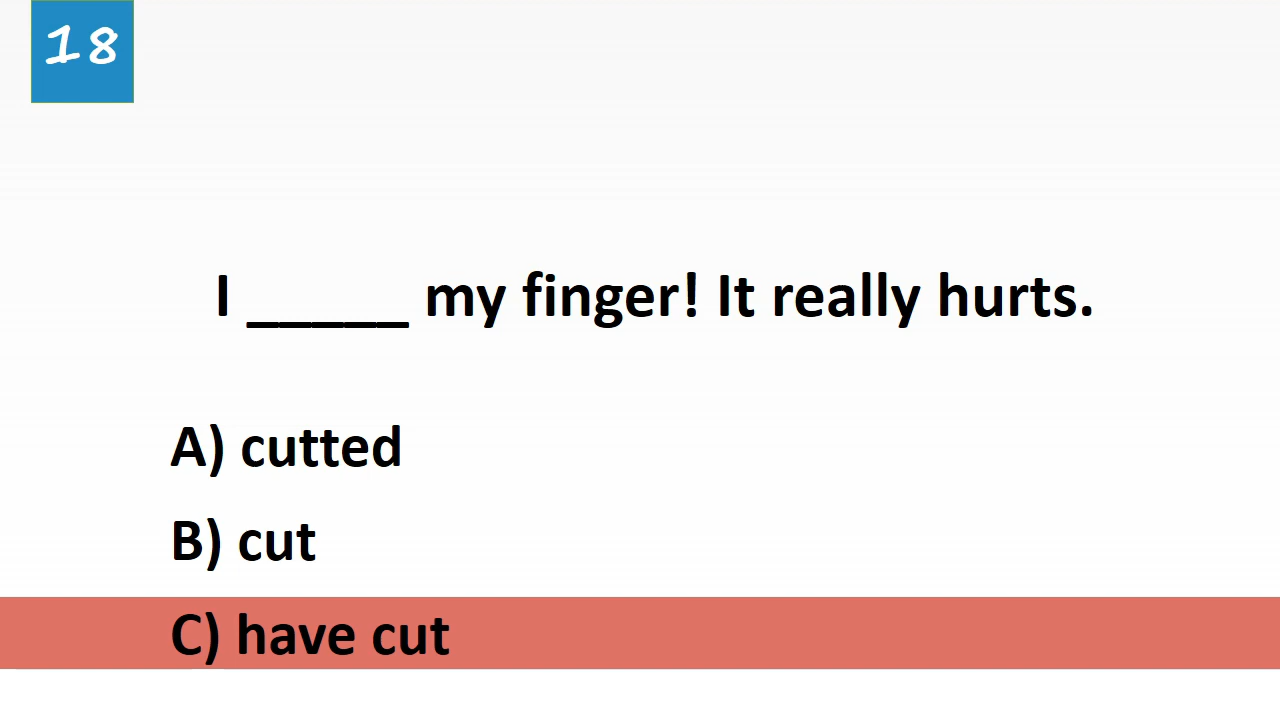 18
I _____ my finger! It really hurts.
A) cutted
B) cut
C) have cut